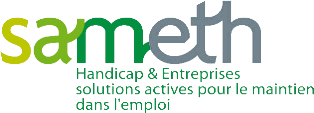 sameth
Handicap & Entreprises
solutions actives pour le maintien
dans l'emploi